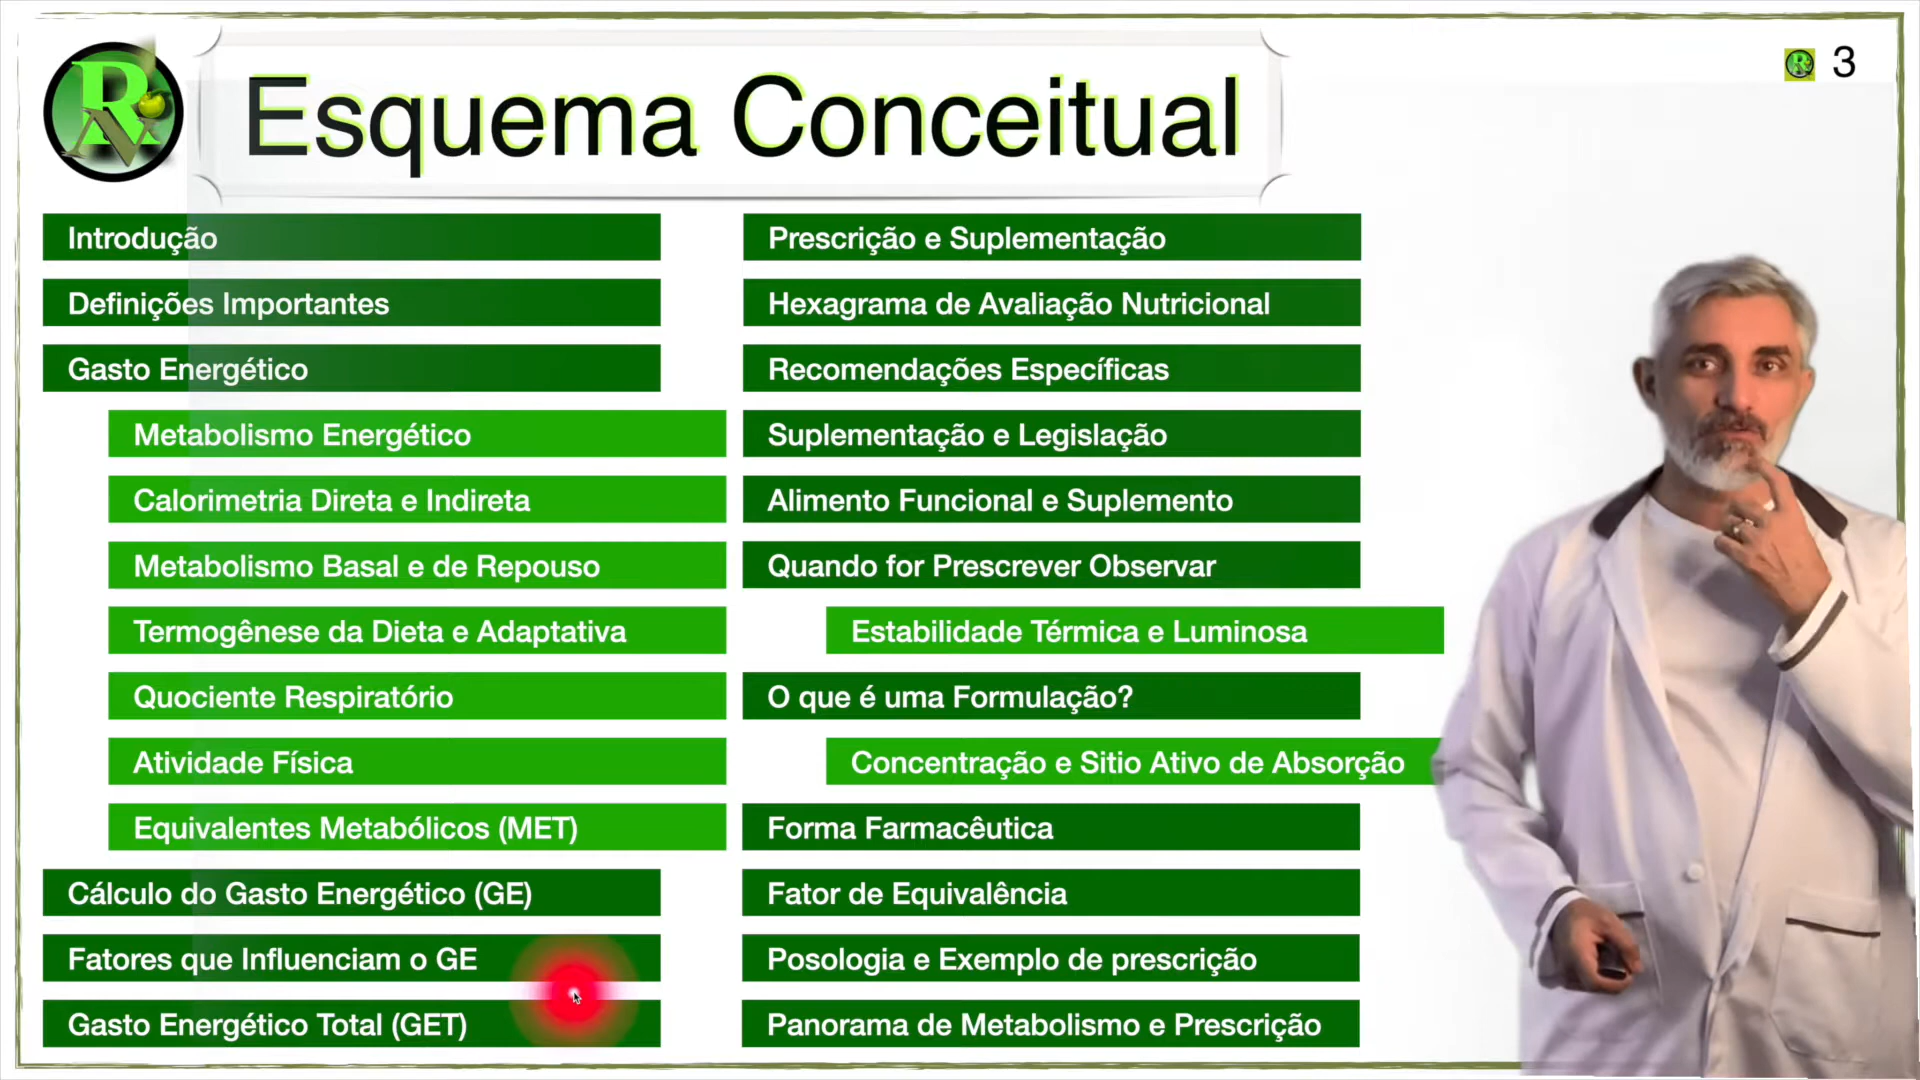 Esquema Conceitual
3
Introdução
Definições Importantes
Gasto Energético
Metabolismo Energético
Calorimetria Direta e Indireta
Metabolismo Basal e de Repouso
Termogênese da Dieta e Adaptativa
Quociente Respiratório
Atividade Física
Equivalentes Metabólicos (MET)
Cálculo do Gasto Energético (GE)
Fatores que Influenciam o GE
Gasto Energético Total (GET)
Prescrição e Suplementação
Hexagrama de Avaliação Nutricional
Recomendações Específicas
Suplementação e Legislação
Alimento Funcional e Suplemento
Quando for Prescrever Observar
Estabilidade Térmica e Luminosa
O que é uma Formulação?
Concentração e Sitio Ativo de Absorção
Forma Farmacêutica
Fator de Equivalência
Posologia e Exemplo de prescrição
Panorama de Metabolismo e Prescrição